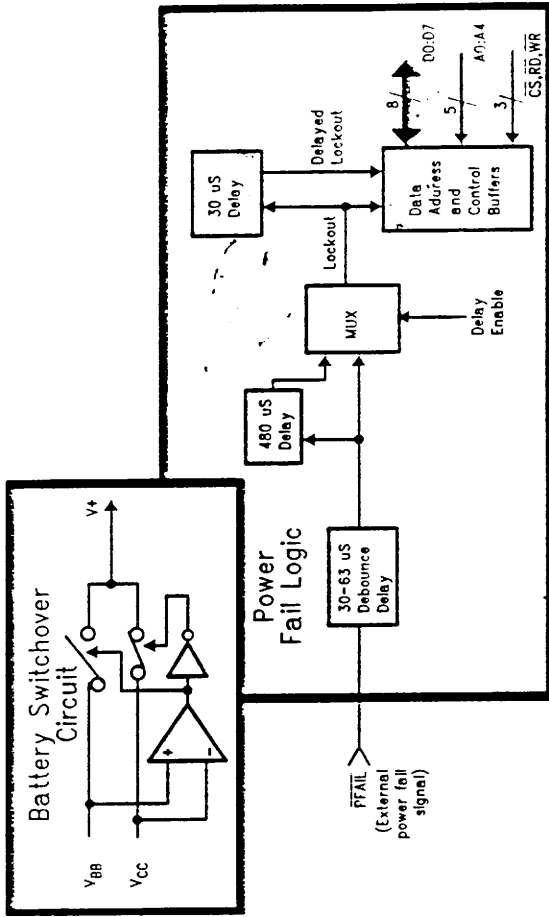 Battery Switchover
Circuit
VBB
VCC
V+
+
-
Power
Fail Logic
PFAIL
(External
power fail
signal)
30-63 uS
Debounce
Delay
480 uS
Delay
MUX
Delay
Enable
Lockout
30 uS
Delay
Delayed
Lockout
Data
Address
and
Control
Buffers
8
D0:D7
5
A0:A4
3
CS,RD,WR